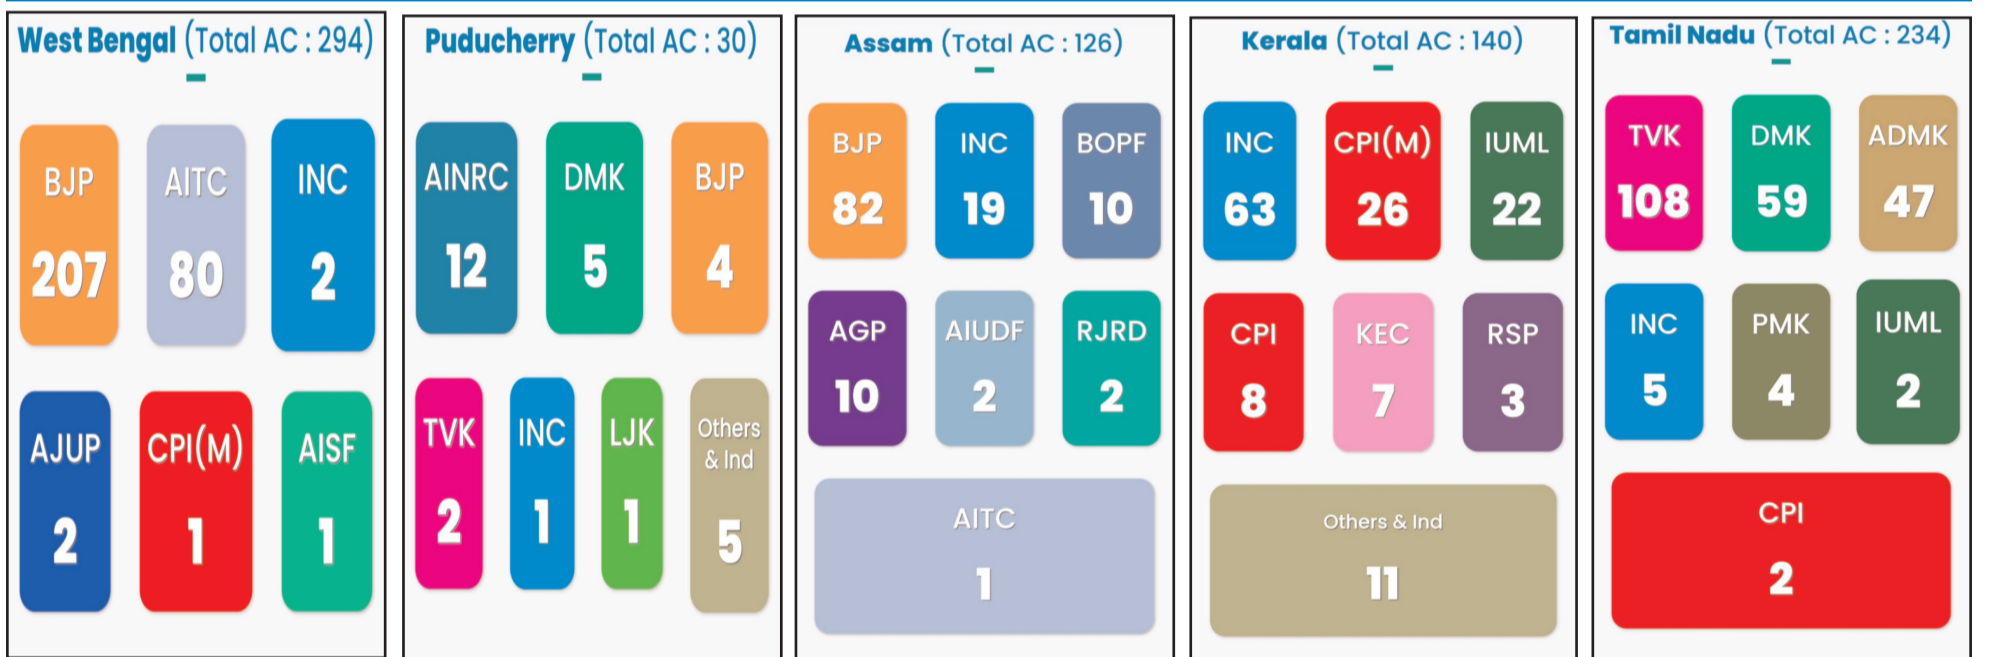 West Bengal (Total AC : 294)
BJP
207
AITC
80
INC
2
AJUP
2
CPI(M)
1
AISF
1
Puducherry (Total AC : 30)
AINRC
12
DMK
5
BJP
4
TVK
2
INC
1
LJK
1
Others
& Ind
5
Assam (Total AC : 126)
BJP
82
INC
19
BOPF
10
AGP
10
AIUDF
2
RJRD
2
AITC
1
Kerala (Total AC : 140)
INC
63
CPI(M)
26
IUML
22
CPI
8
KEC
7
RSP
3
Others & Ind
11
Tamil Nadu (Total AC : 234)
TVK
108
DMK
59
ADMK
47
INC
5
PMK
4
IUML
2
CPI
2